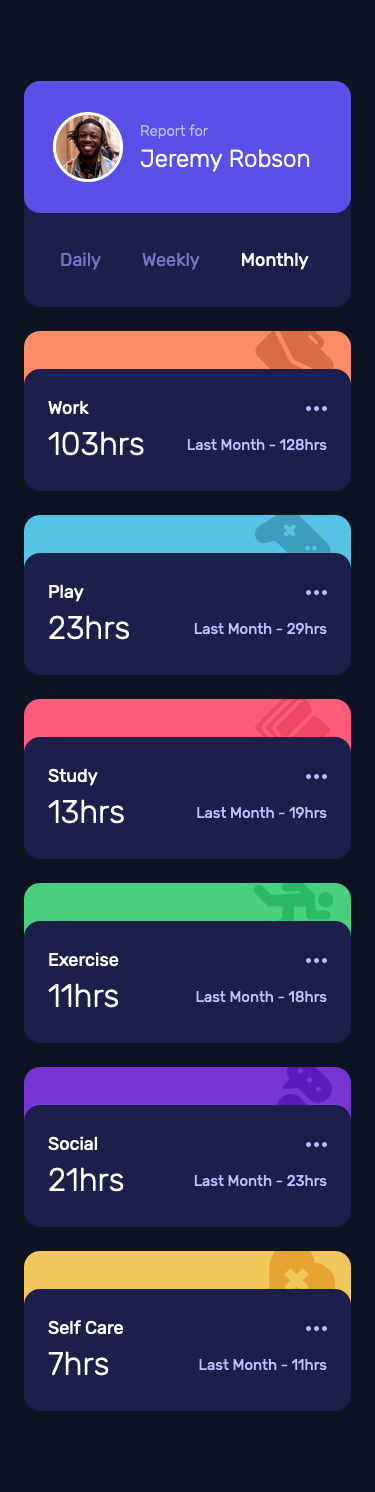 Report for
Jeremy Robson
Daily Weekly Monthly
Work
103hrs Last Month - 128hrs
Play
23hrs Last Month - 29hrs
Study
13hrs Last Month - 19hrs
Exercise
11hrs Last Month - 18hrs
Social
21hrs Last Month - 23hrs
Self Care
7hrs Last Month - 11hrs